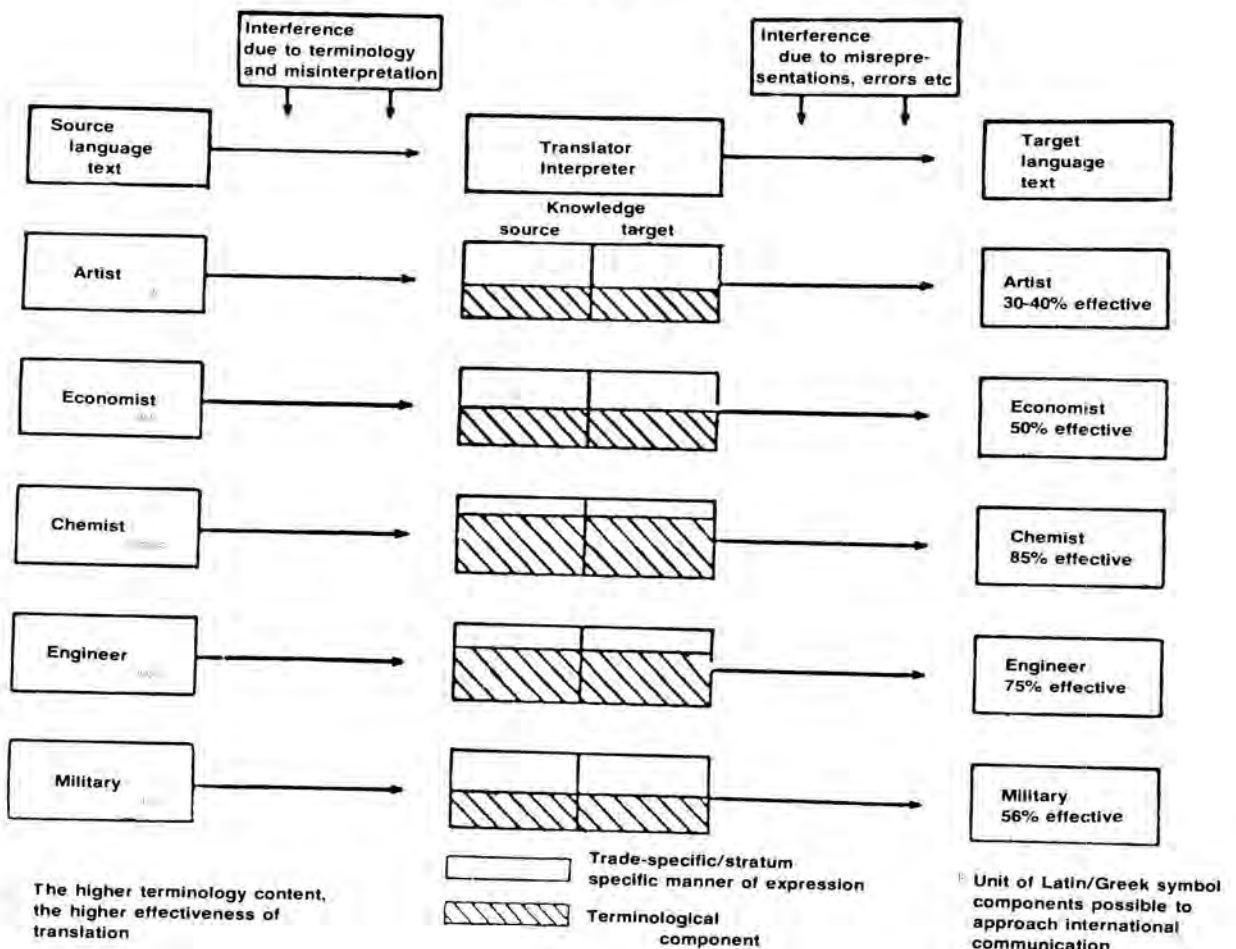 Interference
due to terminology
and misinterpretation
Interference
due to misrepre-
sentations, errors etc
Source
language
text
Translator
Interpreter
Target
language
text
Knowledge
source target
Artist
Artist
30-40% effective
Economist
Economist
50% effective
Chemist
Chemist
85% effective
Engineer
Engineer
75% effective
Military
Military
56% effective
The higher terminology content,
the higher effectiveness of
translation
Trade-specific/stratum
specific manner of expression
Terminological
component
Unit of Latin/Greek symbol
components possible to
approach international
communication